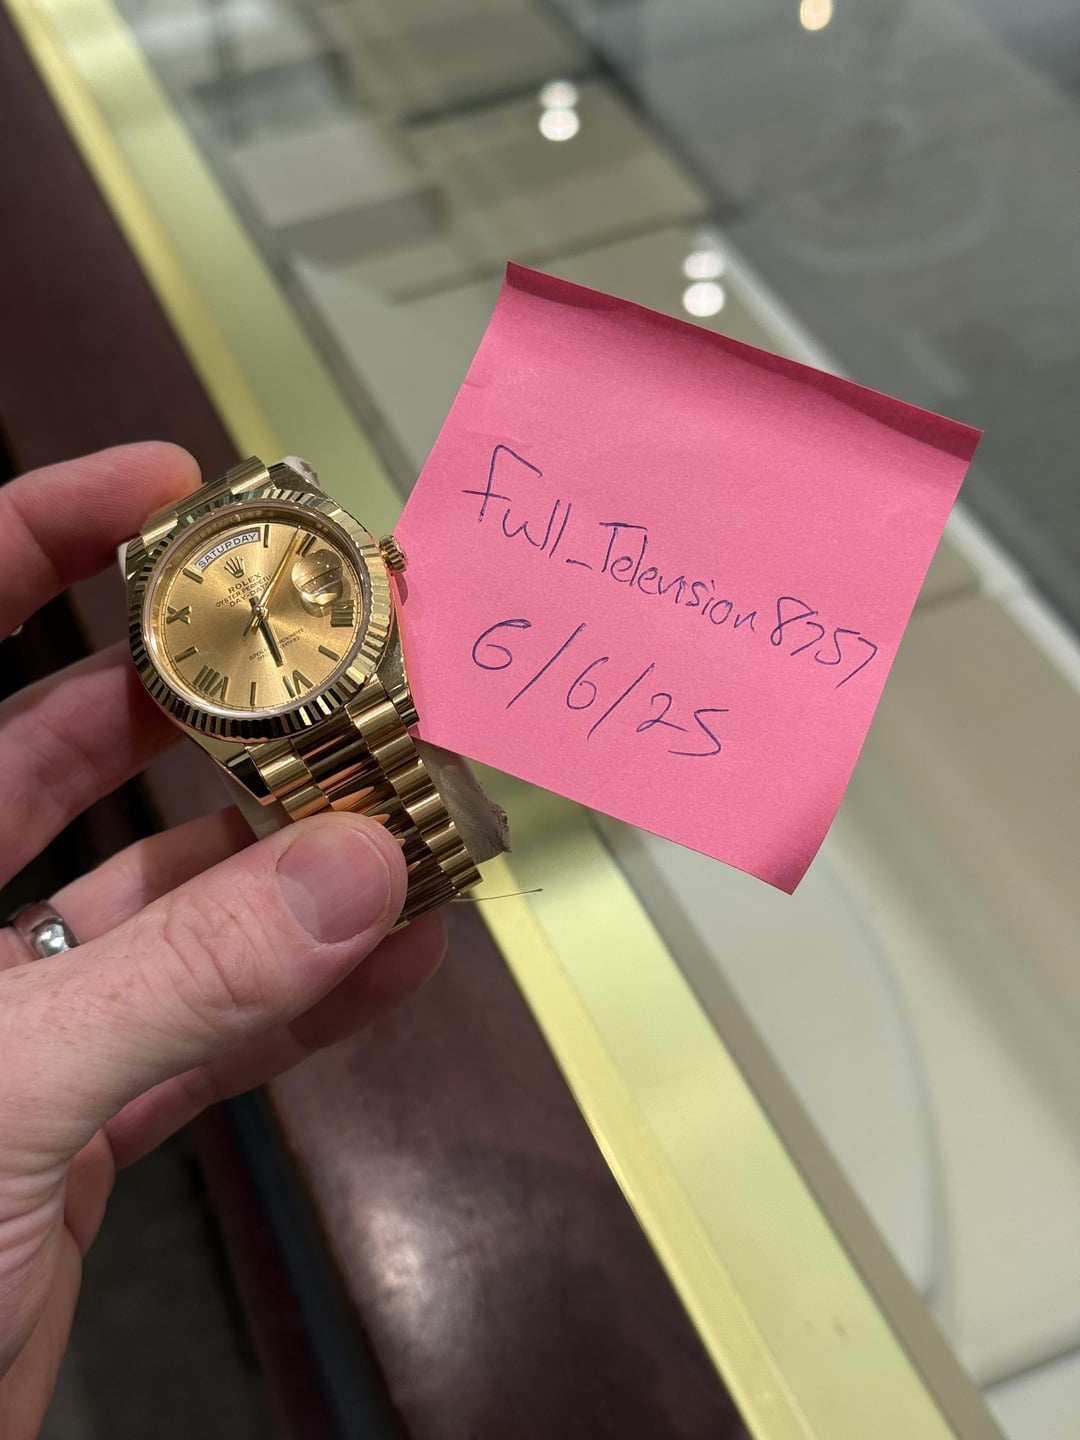 SATURDAY
ROLEX
OYSTER PERPETUAL
DAY-DATE
Full_Television8757
6/6/25